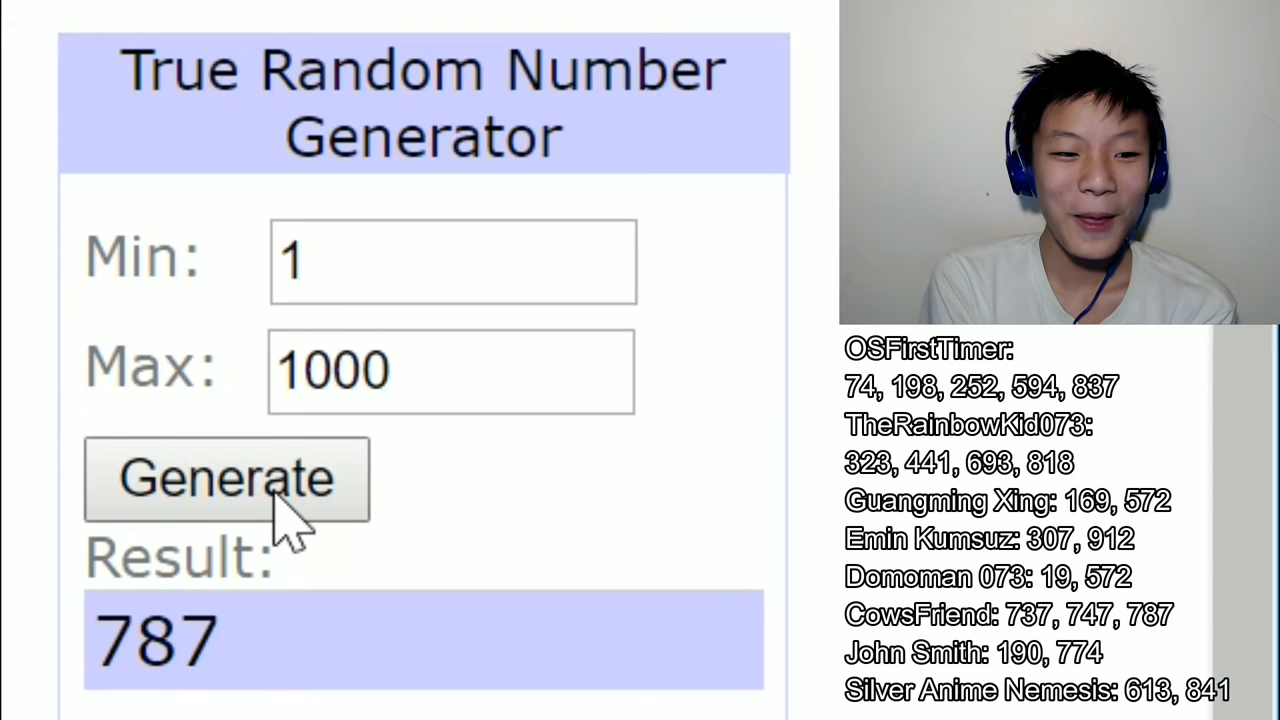 True Random Number
Generator
Min:
1
Max:
1000
Generate
Result:
787
OSFirstTimer:
74, 198, 252, 594, 837
TheRainbowKid073:
323, 441, 693, 818
Guangming Xing: 169, 572
Emin Kumsuz: 307, 912
Domoman 073: 19, 572
CowsFriend: 737, 747, 787
John Smith: 190, 774
Silver Anime Nemesis: 613, 841